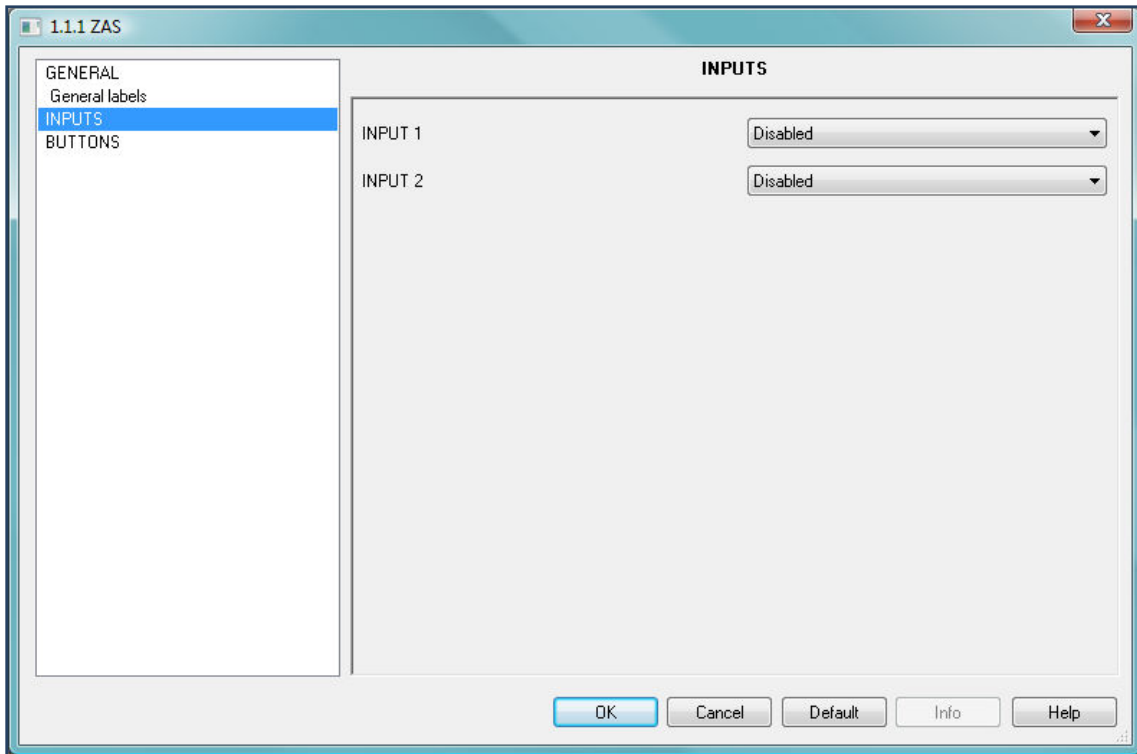 1.1.1 ZAS
GENERAL
General labels
INPUTS
BUTTONS
INPUTS
INPUT 1 Disabled
INPUT 2 Disabled
OK Cancel Default Info Help